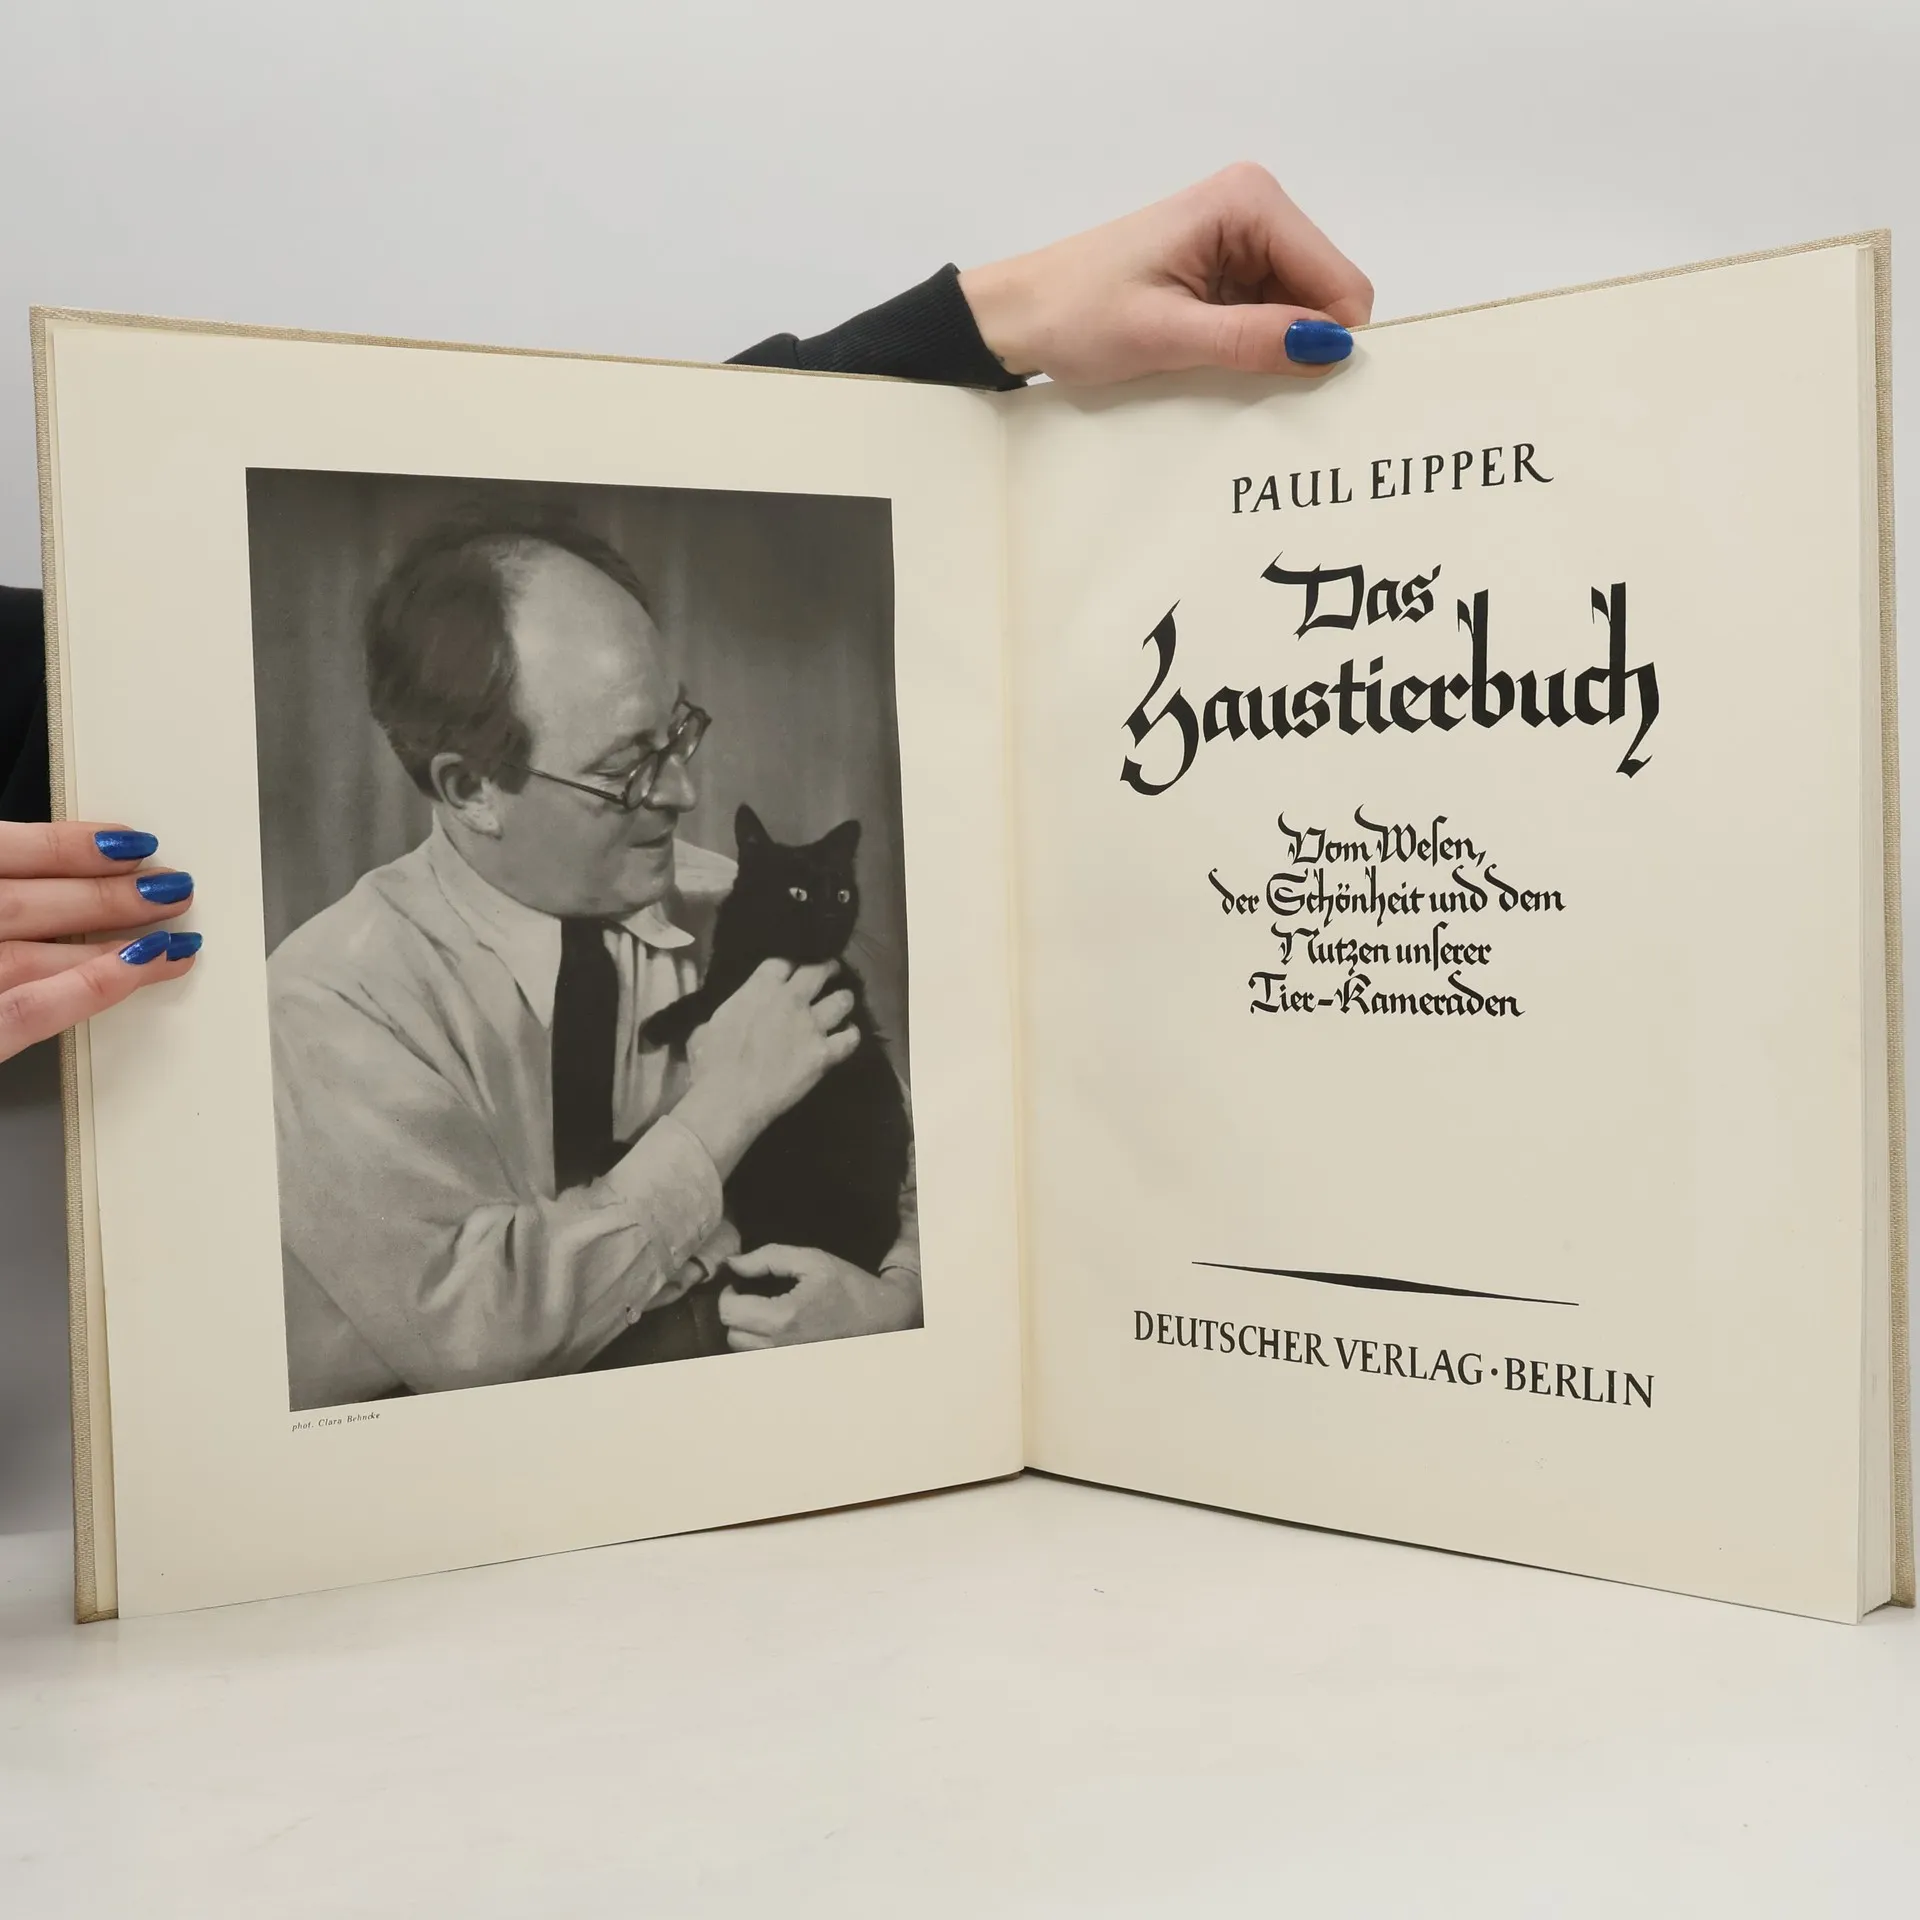 phot. Clara Behncke
PAUL EIPPER
Das
Haustierbuch
Vom Weſen,
der Schönheit und dem
Nutzen unſerer
Tier-Kameraden
DEUTSCHER VERLAG · BERLIN